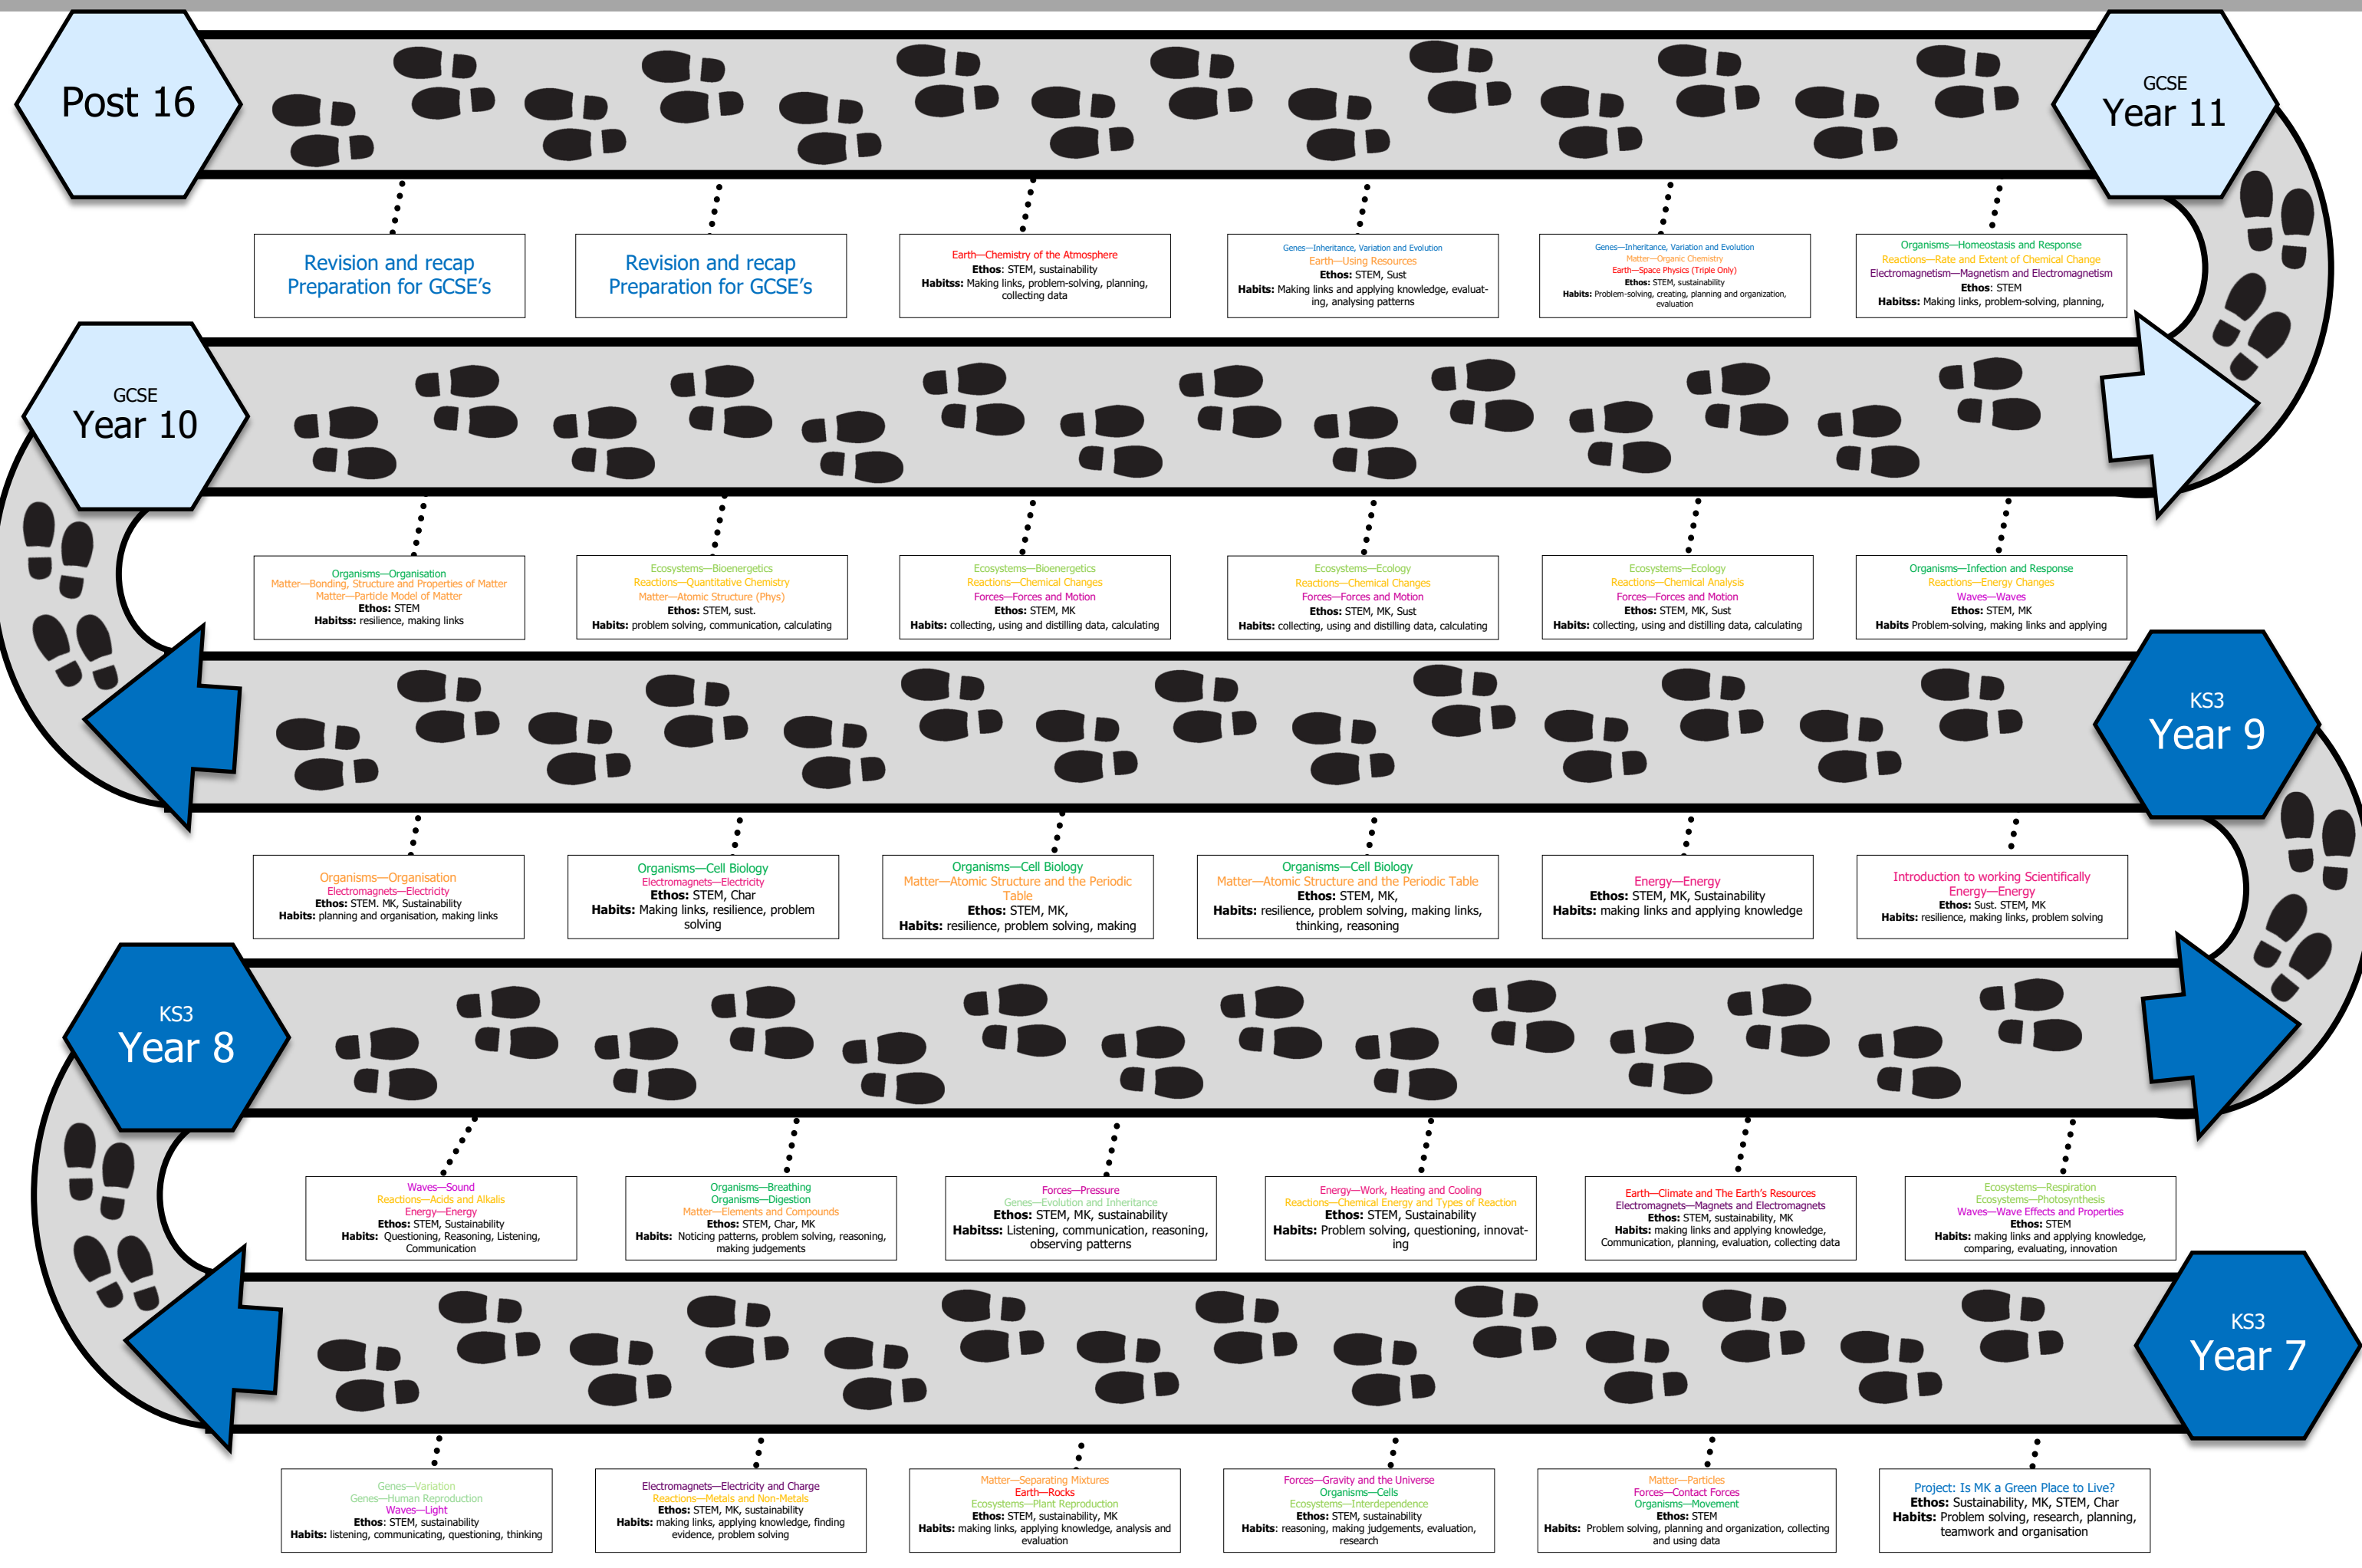 Post 16
GCSE
Year 11
Revision and recap
Preparation for GCSE’s
Revision and recap
Preparation for GCSE’s
Earth—Chemistry of the Atmosphere
Ethos: STEM, sustainability
Habitss: Making links, problem-solving, planning,
collecting data
Genes—Inheritance, Variation and Evolution
Earth—Using Resources
Ethos: STEM, Sust
Habits: Making links and applying knowledge, evaluat-
ing, analysing patterns
Genes—Inheritance, Variation and Evolution
Matter—Organic Chemistry
Earth—Space Physics (Triple Only)
Ethos: STEM, sustainability
Habits: Problem-solving, creating, planning and organization,
evaluation
Organisms—Homeostasis and Response
Reactions—Rate and Extent of Chemical Change
Electromagnetism—Magnetism and Electromagnetism
Ethos: STEM
Habitss: Making links, problem-solving, planning,
GCSE
Year 10
Organisms—Organisation
Matter—Bonding, Structure and Properties of Matter
Matter—Particle Model of Matter
Ethos: STEM
Habitss: resilience, making links
Ecosystems—Bioenergetics
Reactions—Quantitative Chemistry
Matter—Atomic Structure (Phys)
Ethos: STEM, sust.
Habits: problem solving, communication, calculating
Ecosystems—Bioenergetics
Reactions—Chemical Changes
Forces—Forces and Motion
Ethos: STEM, MK
Habits: collecting, using and distilling data, calculating
Ecosystems—Ecology
Reactions—Chemical Changes
Forces—Forces and Motion
Ethos: STEM, MK, Sust
Habits: collecting, using and distilling data, calculating
Ecosystems—Ecology
Reactions—Chemical Analysis
Forces—Forces and Motion
Ethos: STEM, MK, Sust
Habits: collecting, using and distilling data, calculating
Organisms—Infection and Response
Reactions—Energy Changes
Waves—Waves
Ethos: STEM, MK
Habits Problem-solving, making links and applying
KS3
Year 9
Organisms—Organisation
Electromagnets—Electricity
Ethos: STEM. MK, Sustainability
Habits: planning and organisation, making links
Organisms—Cell Biology
Electromagnets—Electricity
Ethos: STEM, Char
Habits: Making links, resilience, problem
solving
Organisms—Cell Biology
Matter—Atomic Structure and the Periodic
Table
Ethos: STEM, MK,
Habits: resilience, problem solving, making
Organisms—Cell Biology
Matter—Atomic Structure and the Periodic Table
Ethos: STEM, MK,
Habits: resilience, problem solving, making links,
thinking, reasoning
Energy—Energy
Ethos: STEM, MK, Sustainability
Habits: making links and applying knowledge
Introduction to working Scientifically
Energy—Energy
Ethos: Sust. STEM, MK
Habits: resilience, making links, problem solving
KS3
Year 8
Waves—Sound
Reactions—Acids and Alkalis
Energy—Energy
Ethos: STEM, Sustainability
Habits: Questioning, Reasoning, Listening,
Communication
Organisms—Breathing
Organisms—Digestion
Matter—Elements and Compounds
Ethos: STEM, Char, MK
Habits: Noticing patterns, problem solving, reasoning,
making judgements
Forces—Pressure
Genes—Evolution and Inheritance
Ethos: STEM, MK, sustainability
Habitss: Listening, communication, reasoning,
observing patterns
Energy—Work, Heating and Cooling
Reactions—Chemical Energy and Types of Reaction
Ethos: STEM, Sustainability
Habits: Problem solving, questioning, innovat-
ing
Earth—Climate and The Earth’s Resources
Electromagnets—Magnets and Electromagnets
Ethos: STEM, sustainability, MK
Habits: making links and applying knowledge,
Communication, planning, evaluation, collecting data
Ecosystems—Respiration
Ecosystems—Photosynthesis
Waves—Wave Effects and Properties
Ethos: STEM
Habits: making links and applying knowledge,
comparing, evaluating, innovation
KS3
Year 7
Genes—Variation
Genes—Human Reproduction
Waves—Light
Ethos: STEM, sustainability
Habits: listening, communicating, questioning, thinking
Electromagnets—Electricity and Charge
Reactions—Metals and Non-Metals
Ethos: STEM, MK, sustainability
Habits: making links, applying knowledge, finding
evidence, problem solving
Matter—Separating Mixtures
Earth—Rocks
Ecosystems—Plant Reproduction
Ethos: STEM, sustainability, MK
Habits: making links, applying knowledge, analysis and
evaluation
Forces—Gravity and the Universe
Organisms—Cells
Ecosystems—Interdependence
Ethos: STEM, sustainability
Habits: reasoning, making judgements, evaluation,
research
Matter—Particles
Forces—Contact Forces
Organisms—Movement
Ethos: STEM
Habits: Problem solving, planning and organization, collecting
and using data
Project: Is MK a Green Place to Live?
Ethos: Sustainability, MK, STEM, Char
Habits: Problem solving, research, planning,
teamwork and organisation